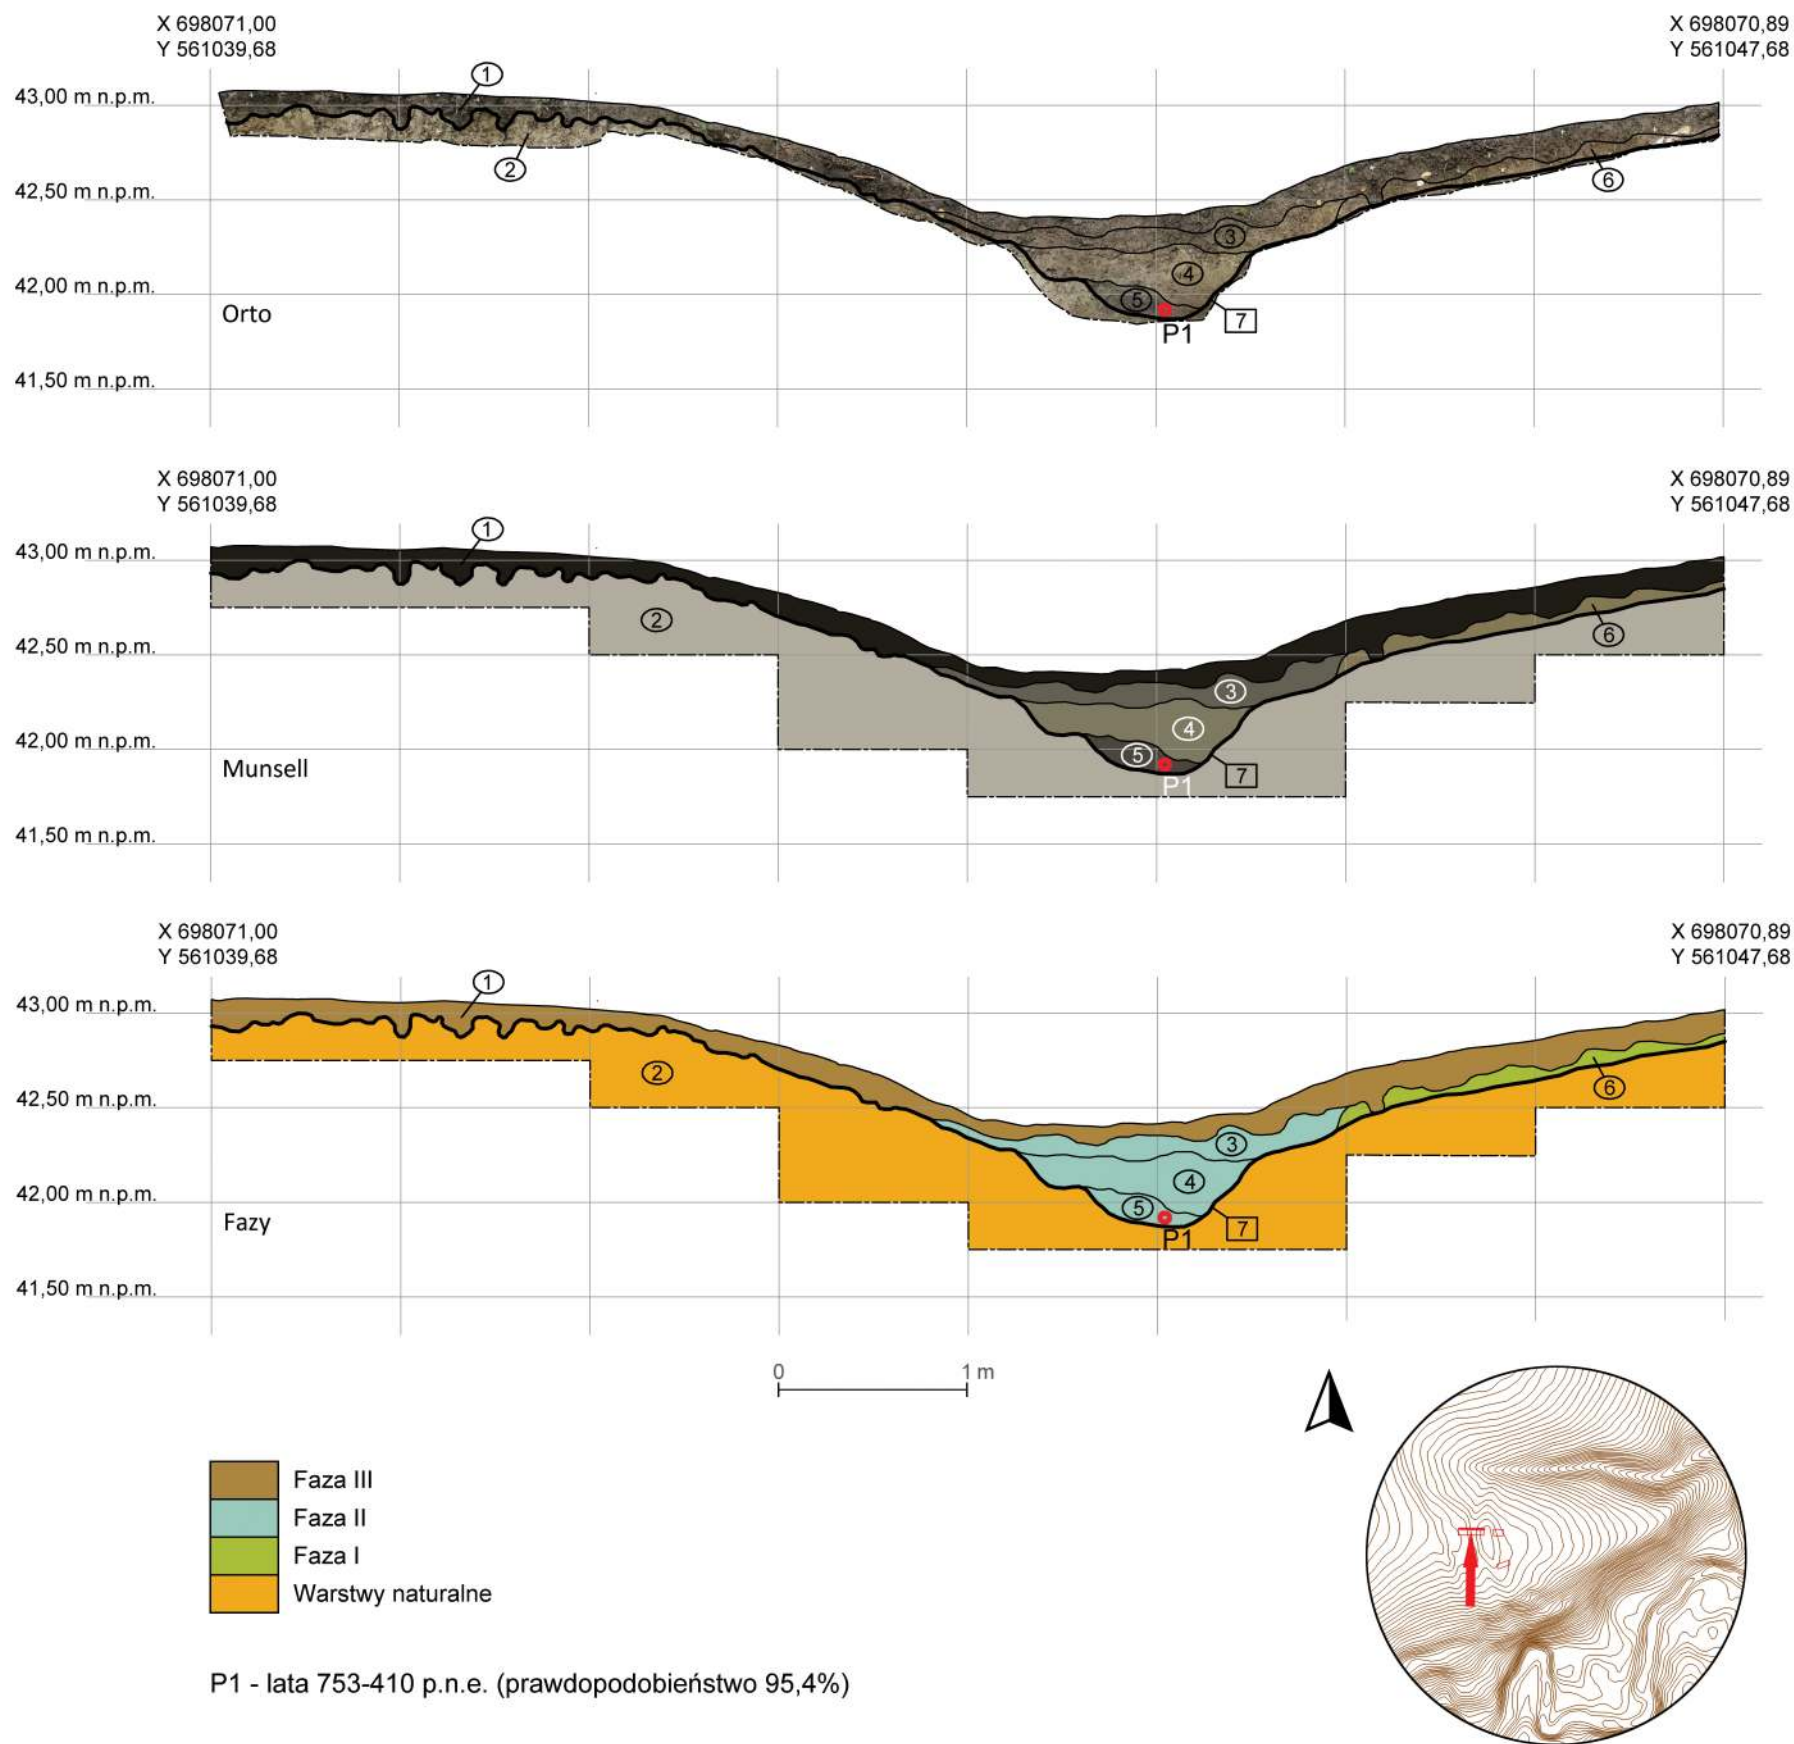 X 698071,00
Y 561039,68
X 698070,89
Y 561047,68
43,00 m n.p.m.
1
2
42,50 m n.p.m.
6
3
4
42,00 m n.p.m.
5
Orto
7
P1
41,50 m n.p.m.
X 698071,00
Y 561039,68
X 698070,89
Y 561047,68
1
43,00 m n.p.m.
2
6
42,50 m n.p.m.
3
4
42,00 m n.p.m.
5
Munsell
7
P1
41,50 m n.p.m.
X 698071,00
Y 561039,68
X 698070,89
Y 561047,68
1
43,00 m n.p.m.
2
6
42,50 m n.p.m.
3
4
42,00 m n.p.m.
5
Fazy
7
P1
41,50 m n.p.m.
0 1 m
Faza III
Faza II
Faza I
Warstwy naturalne
P1 - lata 753-410 p.n.e. (prawdopodobieństwo 95,4%)